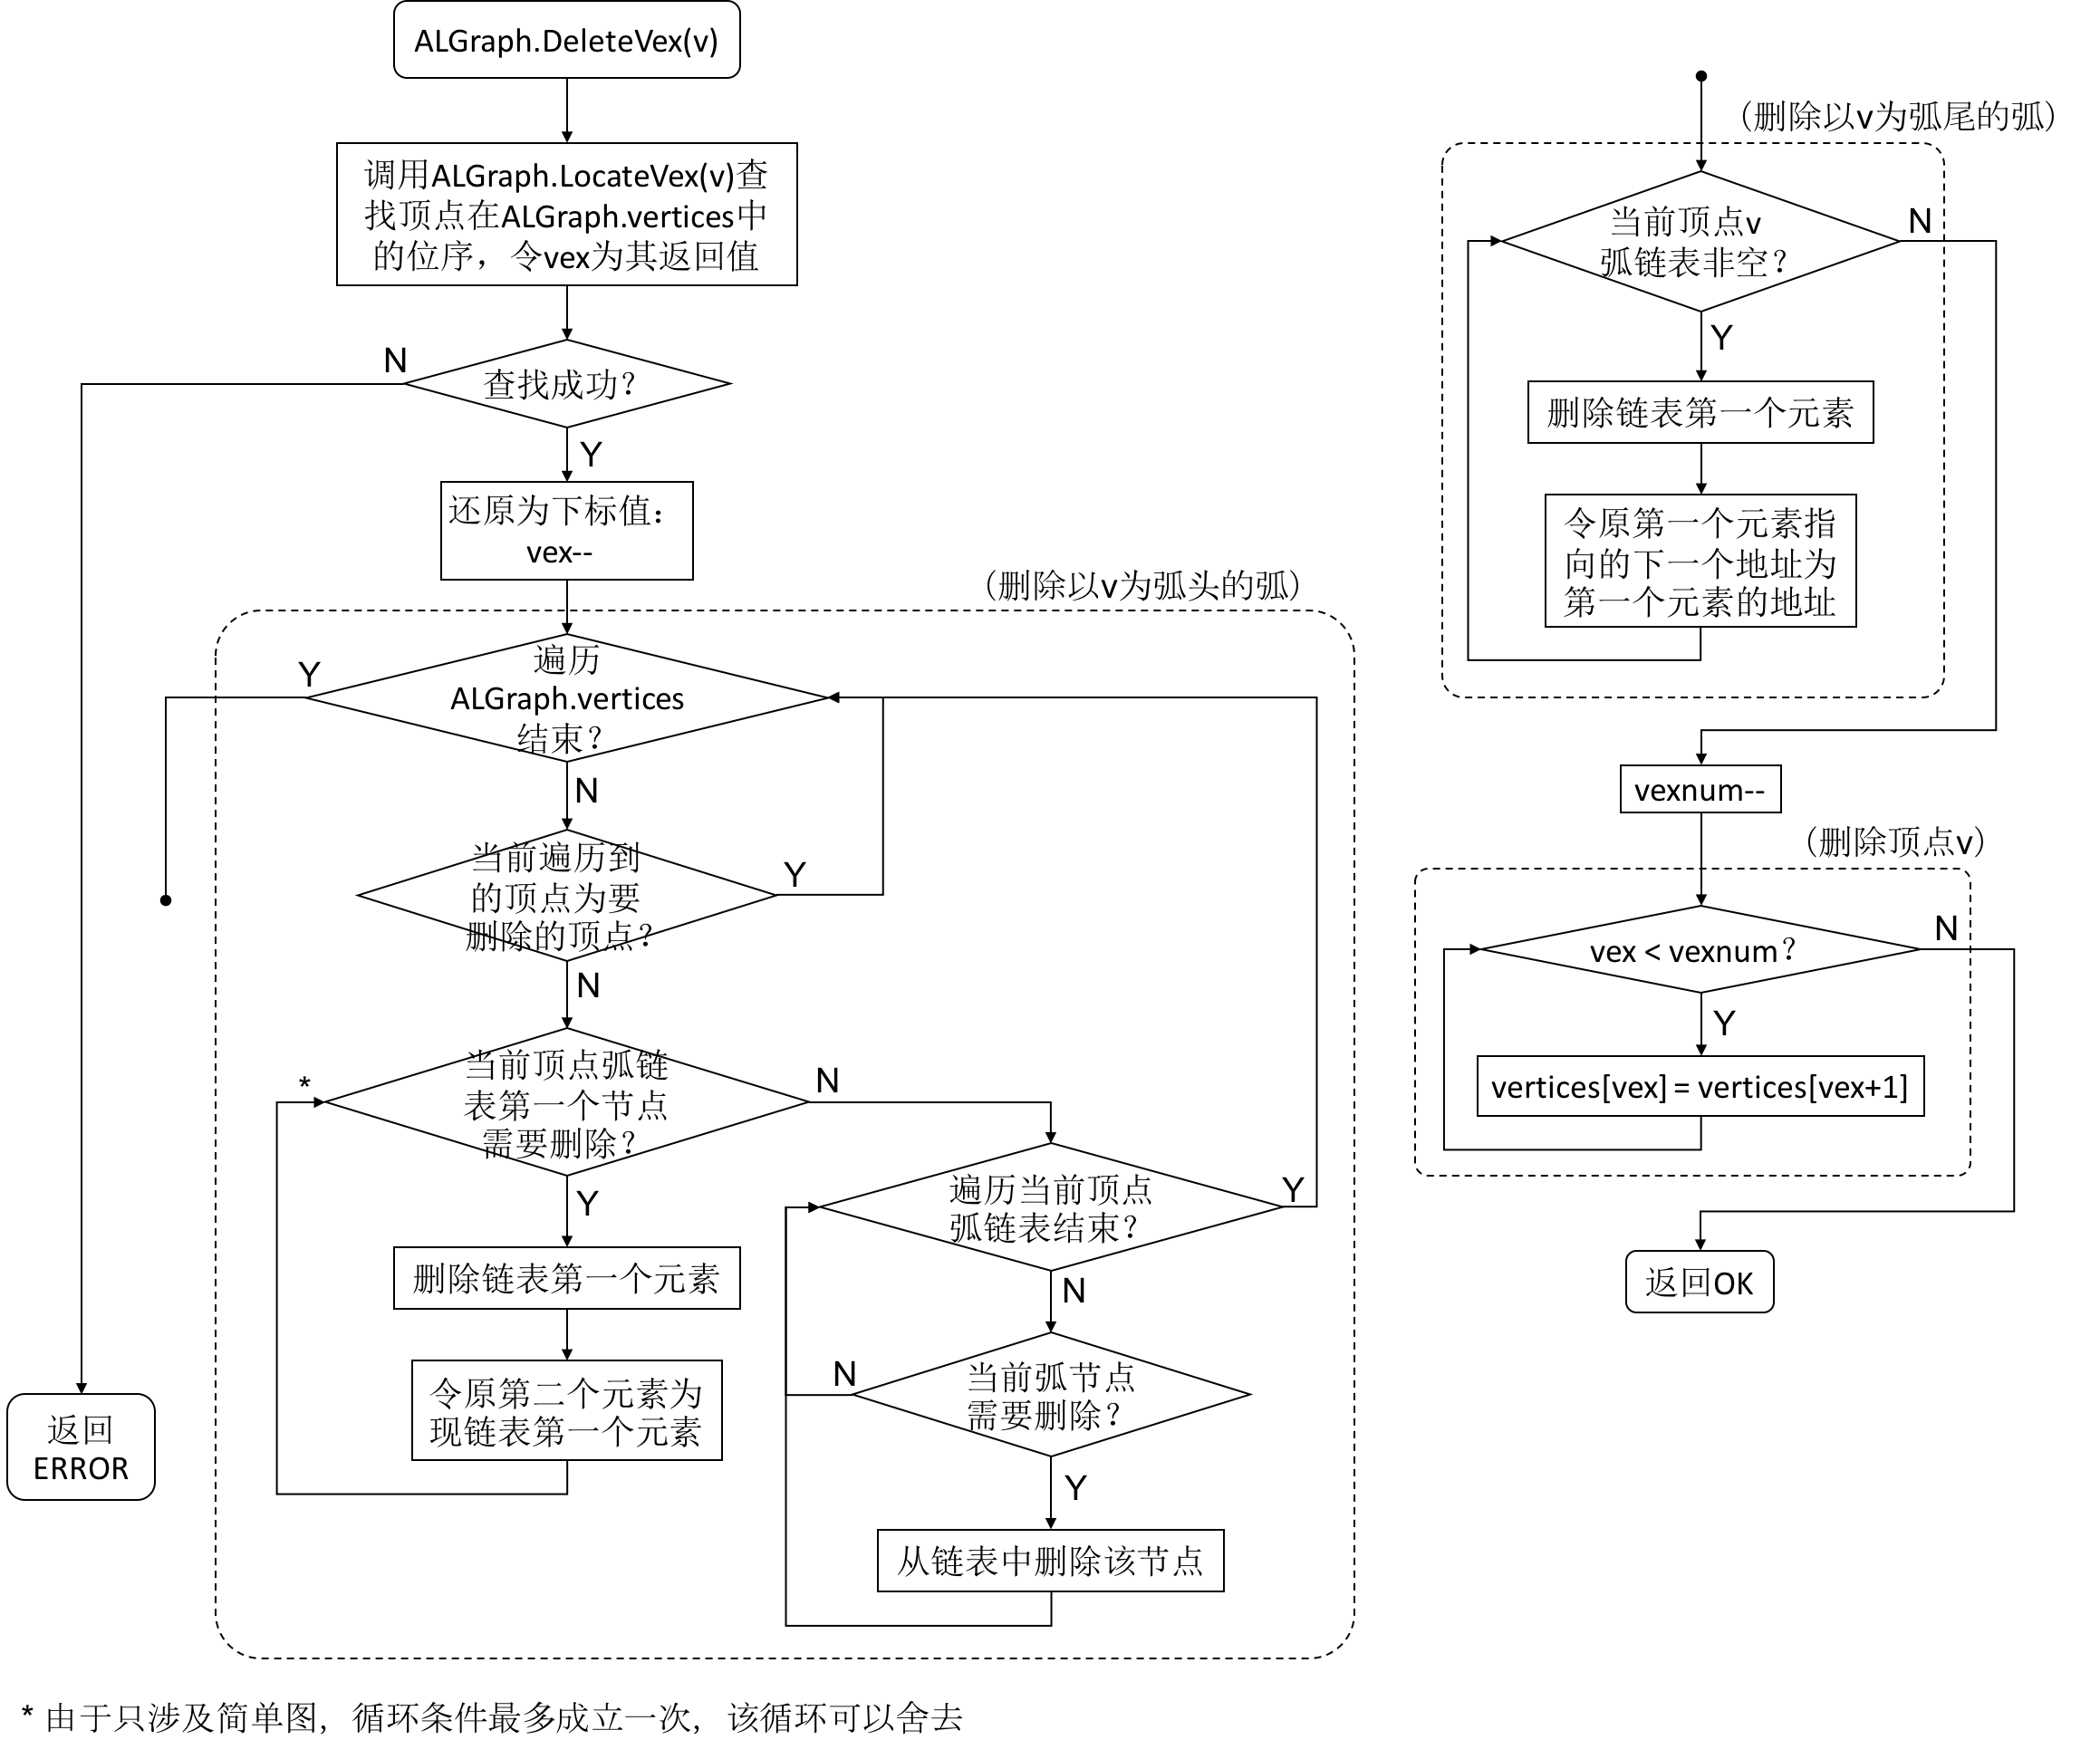 ALGraph.DeleteVex(v)
调用ALGraph.LocateVex(v)查
找顶点在ALGraph.vertices中
的位序，令vex为其返回值
N
查找成功？
Y
还原为下标值：
vex--
（删除以v为弧头的弧）
Y
遍历
ALGraph.vertices
结束？
N
当前遍历到
的顶点为要
删除的顶点？
Y
N
*
当前顶点弧链
表第一个节点
需要删除？
N
Y
删除链表第一个元素
令原第二个元素为
现链表第一个元素
遍历当前顶点
弧链表结束？
Y
N
N
当前弧节点
需要删除？
Y
从链表中删除该节点
返回
ERROR
（删除以v为弧尾的弧）
当前顶点v
弧链表非空？
N
Y
删除链表第一个元素
令原第一个元素指
向的下一个地址为
第一个元素的地址
vexnum--
（删除顶点v）
vex < vexnum？
N
Y
vertices[vex] = vertices[vex+1]
返回OK
* 由于只涉及简单图，循环条件最多成立一次，该循环可以舍去